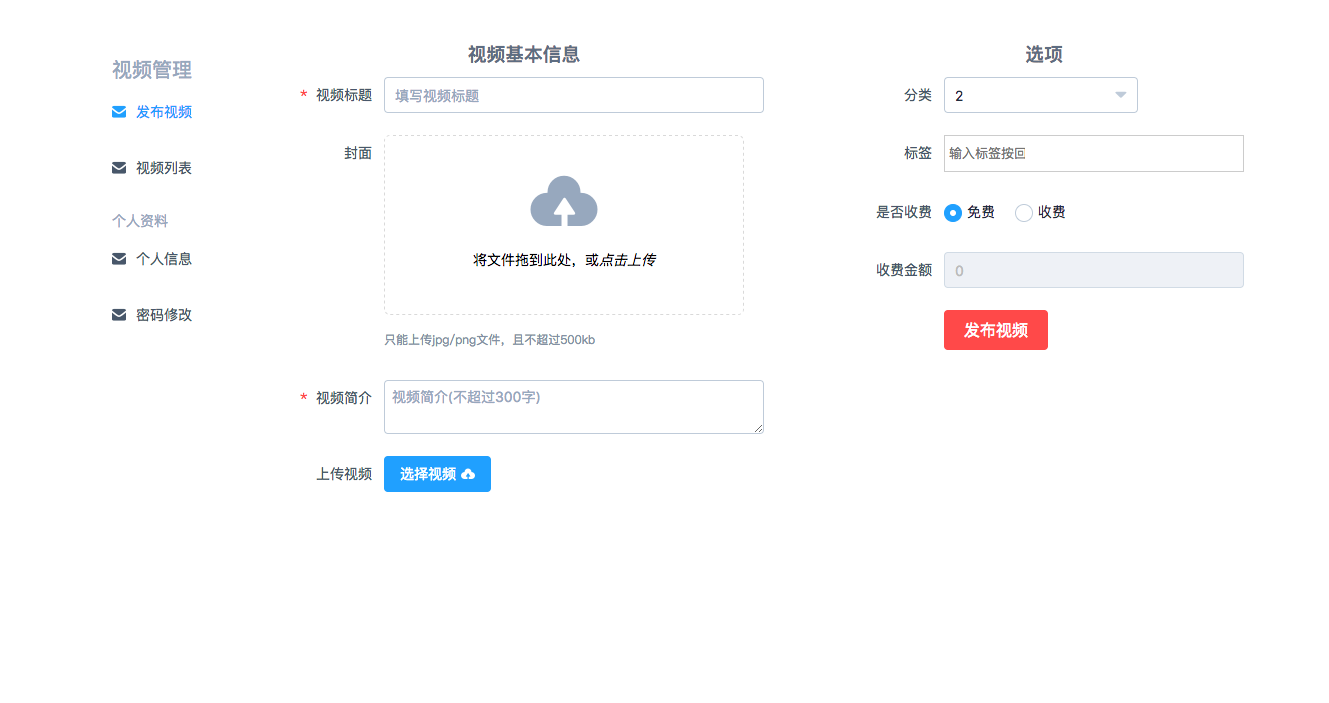 视频管理
发布视频
视频列表
个人资料
个人信息
密码修改
视频基本信息
* 视频标题 填写视频标题
封面
将文件拖到此处，或点击上传
只能上传jpg/png文件，且不超过500kb
* 视频简介 视频简介(不超过300字)
上传视频 选择视频
选项
分类 2
标签 输入标签按回
是否收费 免费 收费
收费金额 0
发布视频